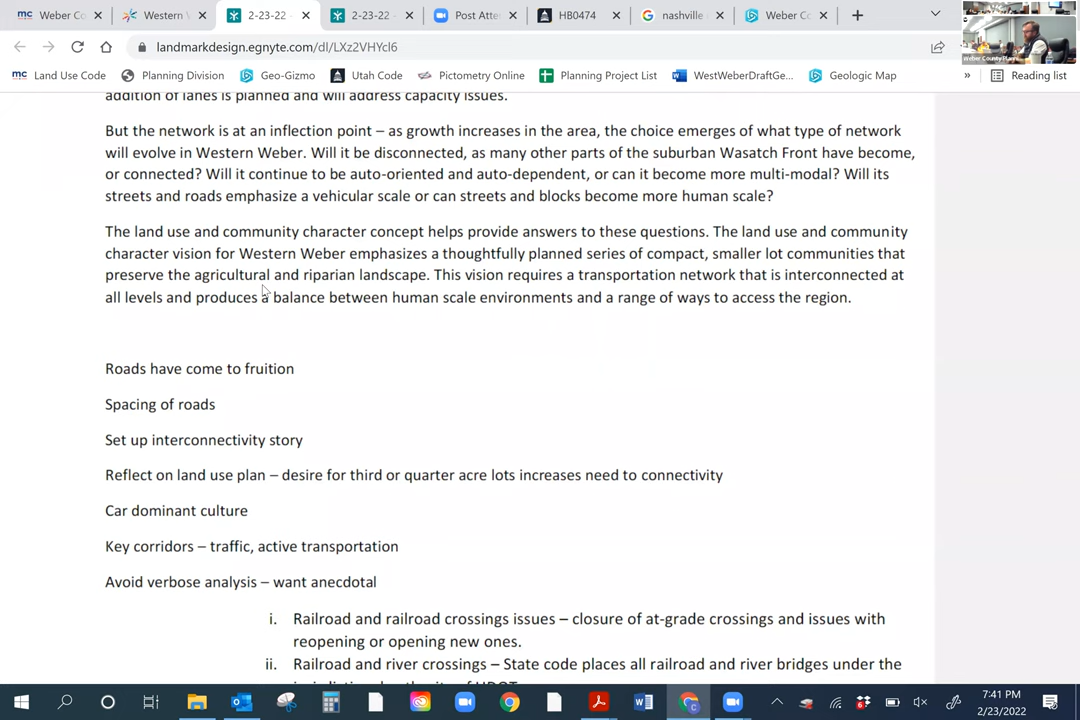 Weber Co
Western
2-23-22
2-23-22 -
Post Atte
HB0474
nashville
Weber Co
landmarkdesign.egnyte.com/dl/LXz2VHYcl6
Land Use Code
Planning Division
Geo-Gizmo
Utah Code
Pictometry Online
Planning Project List
WestWeberDraftGe...
Geologic Map
»
Reading list
addition of lanes is planned and will address capacity issues.
But the network is at an inflection point – as growth increases in the area, the choice emerges of what type of network
will evolve in Western Weber. Will it be disconnected, as many other parts of the suburban Wasatch Front have become,
or connected? Will it continue to be auto-oriented and auto-dependent, or can it become more multi-modal? Will its
streets and roads emphasize a vehicular scale or can streets and blocks become more human scale?
The land use and community character concept helps provide answers to these questions. The land use and community
character vision for Western Weber emphasizes a thoughtfully planned series of compact, smaller lot communities that
preserve the agricultural and riparian landscape. This vision requires a transportation network that is interconnected at
all levels and produces a balance between human scale environments and a range of ways to access the region.
Roads have come to fruition
Spacing of roads
Set up interconnectivity story
Reflect on land use plan – desire for third or quarter acre lots increases need to connectivity
Car dominant culture
Key corridors – traffic, active transportation
Avoid verbose analysis – want anecdotal
i. Railroad and railroad crossings issues – closure of at-grade crossings and issues with
reopening or opening new ones.
ii. Railroad and river crossings – State code places all railroad and river bridges under the
7:41 PM
2/23/2022